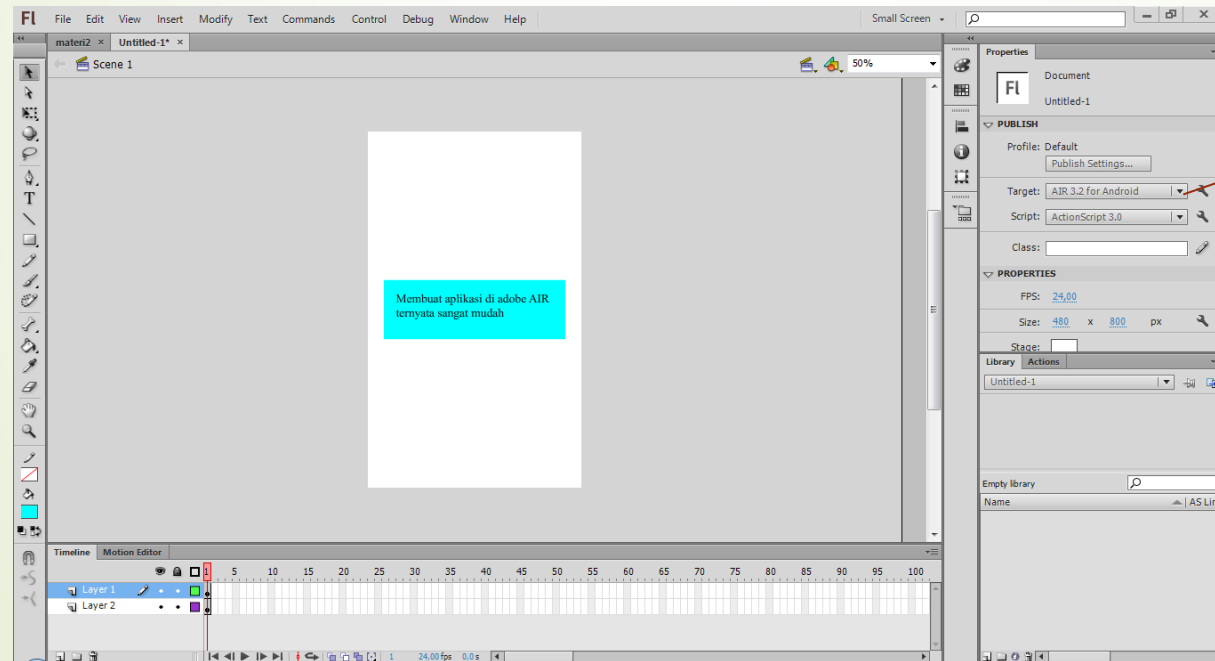 Fl File Edit View Insert Modify Text Commands Control Debug Window Help Small Screen
materi2 × Untitled-1* ×
Scene 1 50%
Membuat aplikasi di adobe AIR
ternyata sangat mudah
Properties
Fl Document
Untitled-1
PUBLISH
Profile: Default
Publish Settings...
Target: AIR 3.2 for Android
Script: ActionScript 3.0
Class:
PROPERTIES
FPS: 24,00
Size: 480 x 800 px
Stage:
Library Actions
Untitled-1
Empty library
Name AS Lin
Timeline Motion Editor
1 5 10 15 20 25 30 35 40 45 50 55 60 65 70 75 80 85 90 95 100
Layer 1
Layer 2
1 24.00 fps 0.0 s